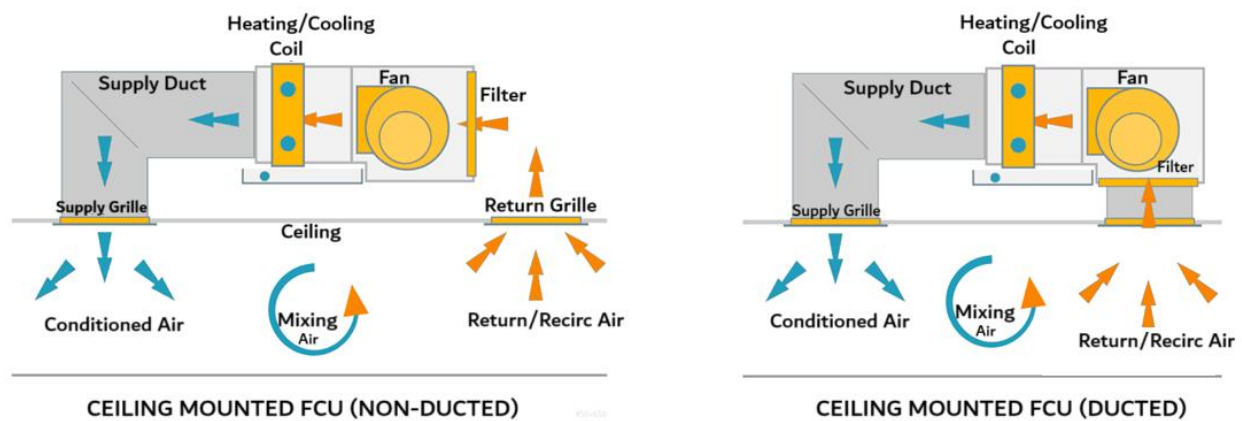 Heating/Cooling
Coil
Supply Duct
Fan
Filter
Supply Grille
Return Grille
Ceiling
Mixing
Air
Conditioned Air
Return/Recirc Air
CEILING MOUNTED FCU (NON-DUCTED)
Heating/Cooling
Coil
Supply Duct
Fan
Filter
Supply Grille
Mixing
Air
Conditioned Air
Return/Recirc Air
CEILING MOUNTED FCU (DUCTED)